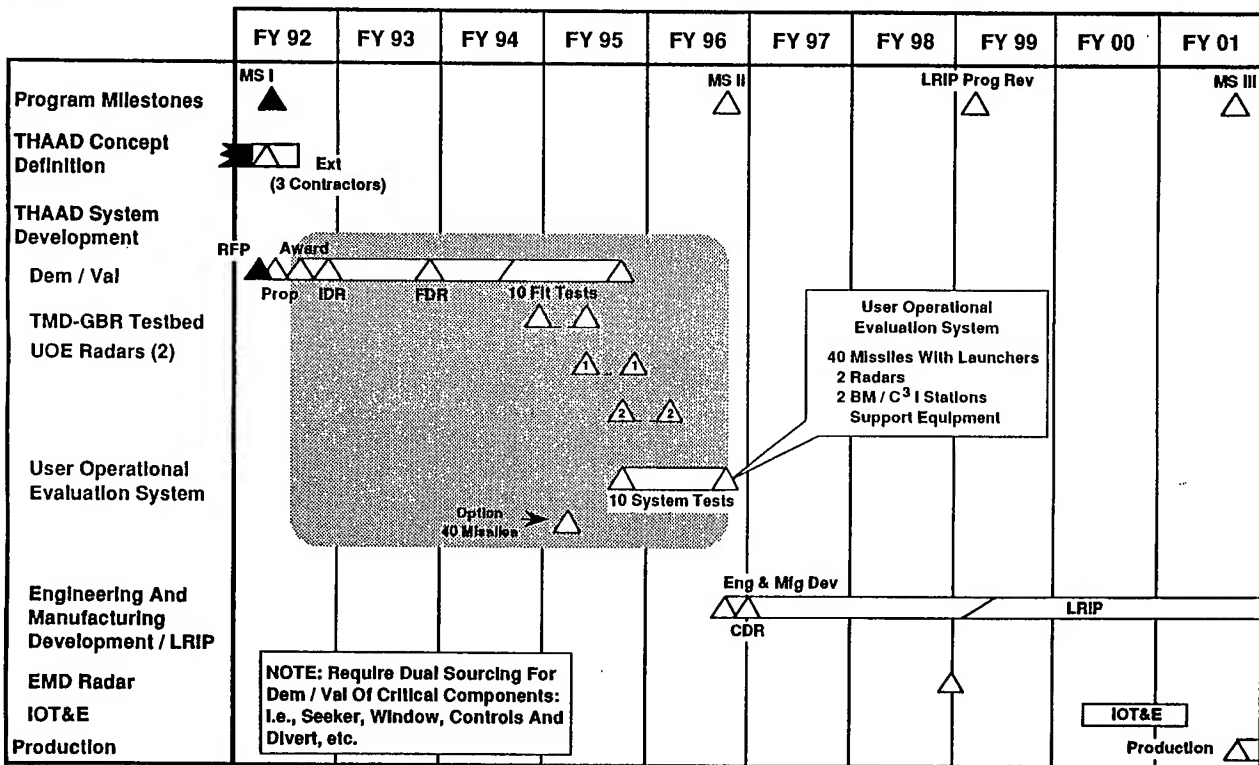 FY 92 FY 93 FY 94 FY 95 FY 96 FY 97 FY 98 FY 99 FY 00 FY 01
Program Milestones
MS I
MS II
LRIP Prog Rev
MS III
THAAD Concept
Definition
Ext
(3 Contractors)
THAAD System
Development
RFP
Award
Dem / Val
Prop
IDR
FDR
10 Flt Tests
TMD-GBR Testbed
UOE Radars (2)
1 1
2 2
User Operational
Evaluation System
40 Missiles With Launchers
2 Radars
2 BM / C³ I Stations
Support Equipment
User Operational
Evaluation System
10 System Tests
Option
40 Missiles
Engineering And
Manufacturing
Development / LRIP
Eng & Mfg Dev
CDR
LRIP
EMD Radar
IOT&E
IOT&E
Production
Production
NOTE: Require Dual Sourcing For
Dem / Val Of Critical Components:
I.e., Seeker, Window, Controls And
Divert, etc.